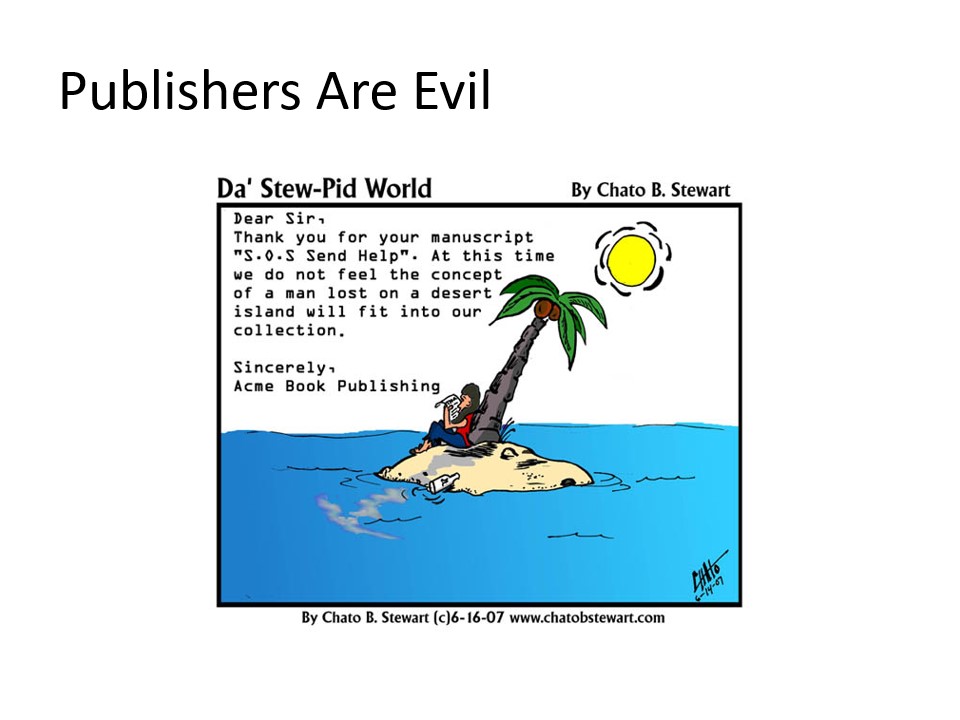 Publishers Are Evil
Da' Stew-Pid World
By Chato B. Stewart
Dear Sir,
Thank you for your manuscript
"S.O.S Send Help". At this time
we do not feel the concept
of a man lost on a desert
island will fit into our
collection.
Sincerely,
Acme Book Publishing
CHATO
6-14-07
By Chato B. Stewart (c)6-16-07 www.chatobstewart.com